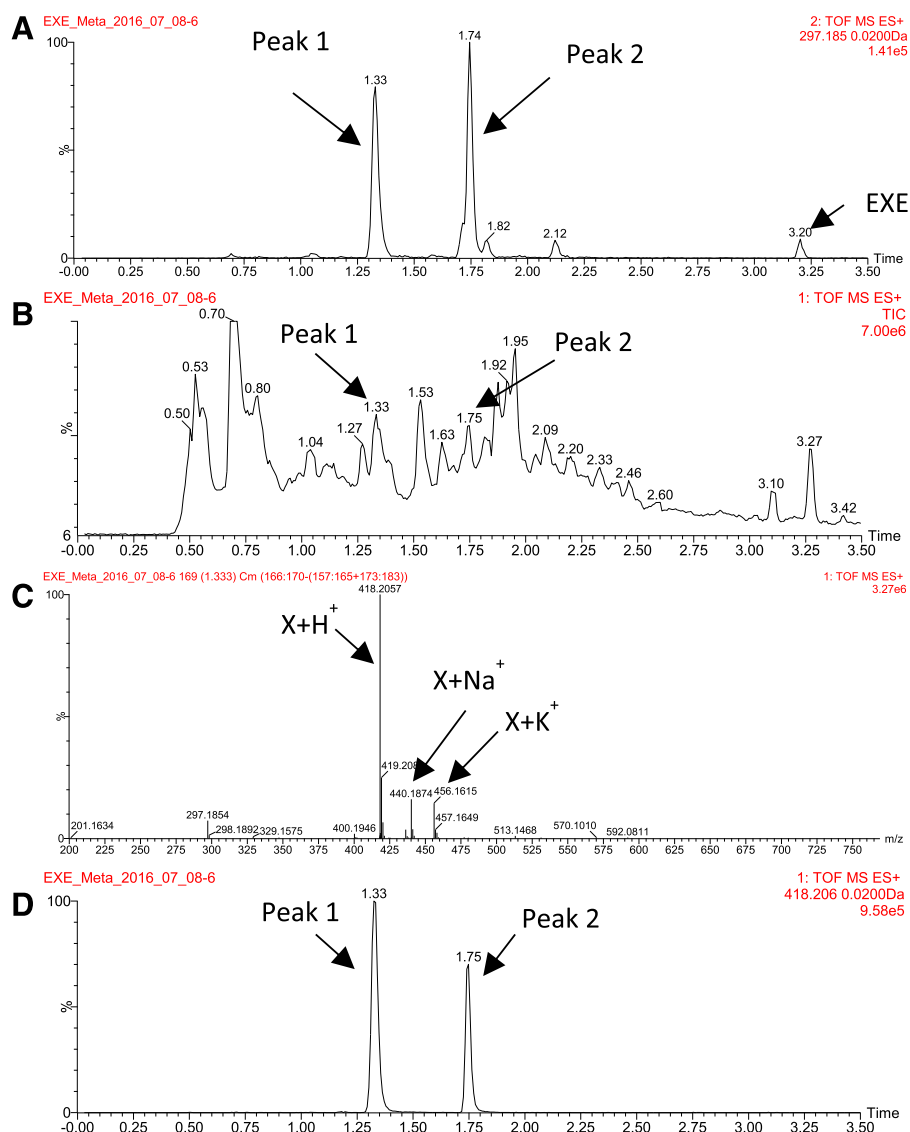 A
EXE_Meta_2016_07_08-6
2: TOF MS ES+
297.185 0.0200Da
1.41e5
Peak 1
Peak 2
EXE
100
%
0
1.33
1.74
1.82
2.12
3.20
Time
-0.00 0.25 0.50 0.75 1.00 1.25 1.50 1.75 2.00 2.25 2.50 2.75 3.00 3.25 3.50
B
EXE_Meta_2016_07_08-6
1: TOF MS ES+
TIC
7.00e6
Peak 1
Peak 2
%
6
0.50
0.53
0.70
0.80
1.04
1.27
1.33
1.53
1.63
1.75
1.92
1.95
2.09
2.20
2.33
2.46
2.60
3.10
3.27
3.42
Time
-0.00 0.25 0.50 0.75 1.00 1.25 1.50 1.75 2.00 2.25 2.50 2.75 3.00 3.25 3.50
C
EXE_Meta_2016_07_08-6 169 (1.333) Cm (166:170-(157:165+173:183))
1: TOF MS ES+
3.27e6
X+H+
X+Na+
X+K+
100
%
0
201.1634
297.1854
298.1892
329.1575
400.1946
418.2057
440.1874
456.1615
457.1649
513.1468
570.1010
592.0811
m/z
200 225 250 275 300 325 350 375 400 425 450 475 500 525 550 575 600 625 650 675 700 725 750
D
EXE_Meta_2016_07_08-6
1: TOF MS ES+
418.206 0.0200Da
9.58e5
Peak 1
Peak 2
100
%
0
1.33
1.75
Time
-0.00 0.25 0.50 0.75 1.00 1.25 1.50 1.75 2.00 2.25 2.50 2.75 3.00 3.25 3.50